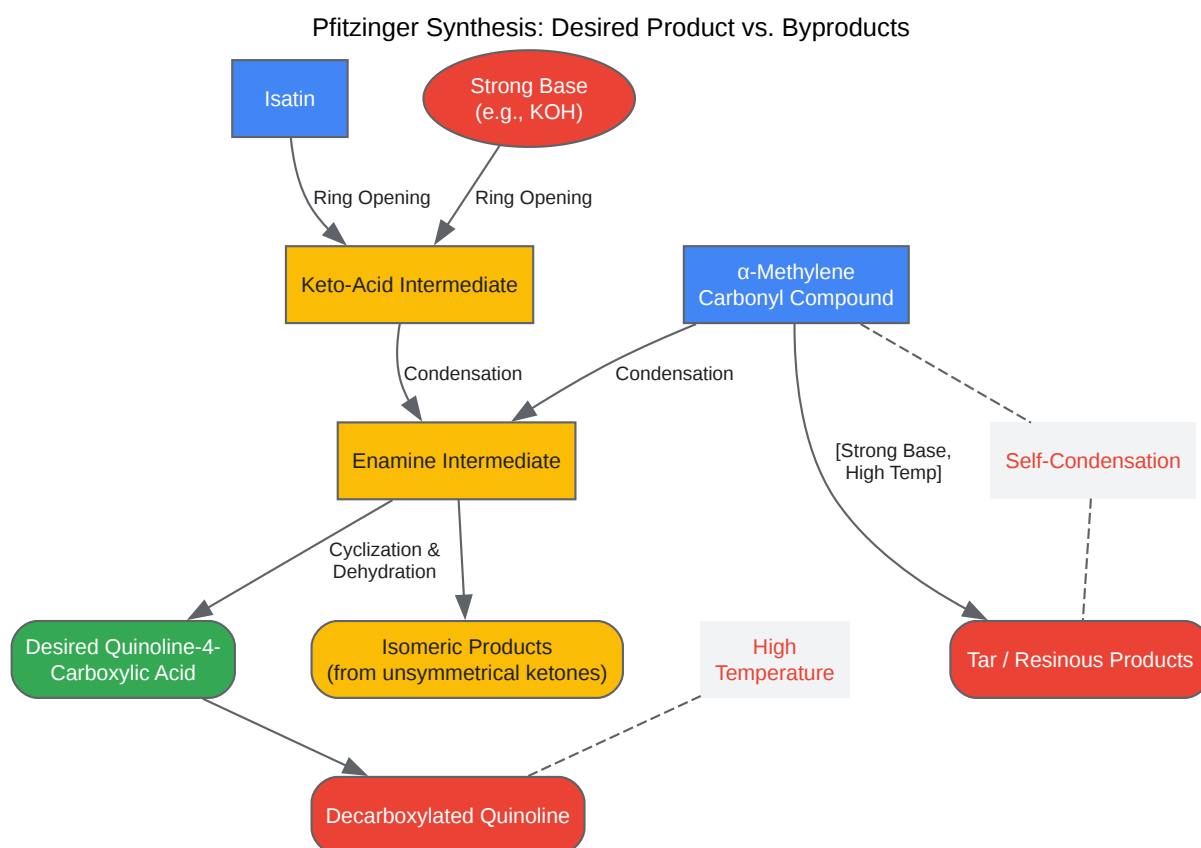 Pfitzinger Synthesis: Desired Product vs. Byproducts
Isatin
Strong Base
(e.g., KOH)
Ring Opening
Ring Opening
Keto-Acid Intermediate
α-Methylene
Carbonyl Compound
Condensation
Condensation
Enamine Intermediate
[Strong Base,
High Temp]
Self-Condensation
Cyclization &
Dehydration
Desired Quinoline-4-
Carboxylic Acid
Isomeric Products
(from unsymmetrical ketones)
High
Temperature
Tar / Resinous Products
Decarboxylated Quinoline